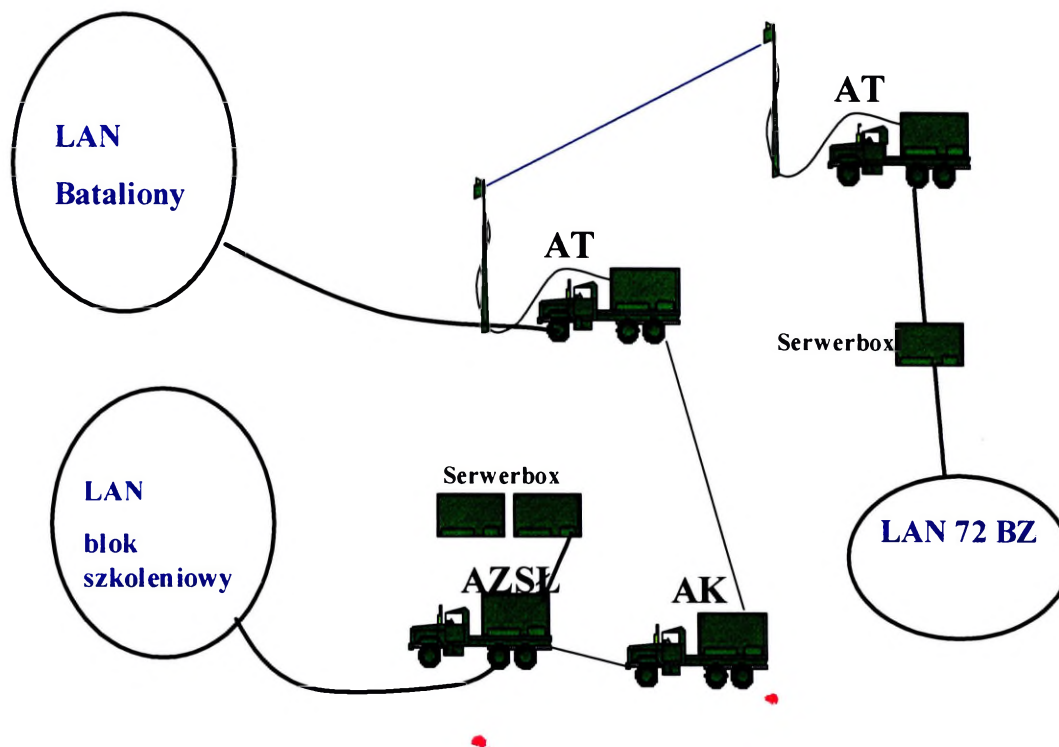 LAN
Bataliony
AT
AT
Serwerbox
LAN
blok
szkoleniowy
Serwerbox
AZSŁ
AK
LAN 72 BZ